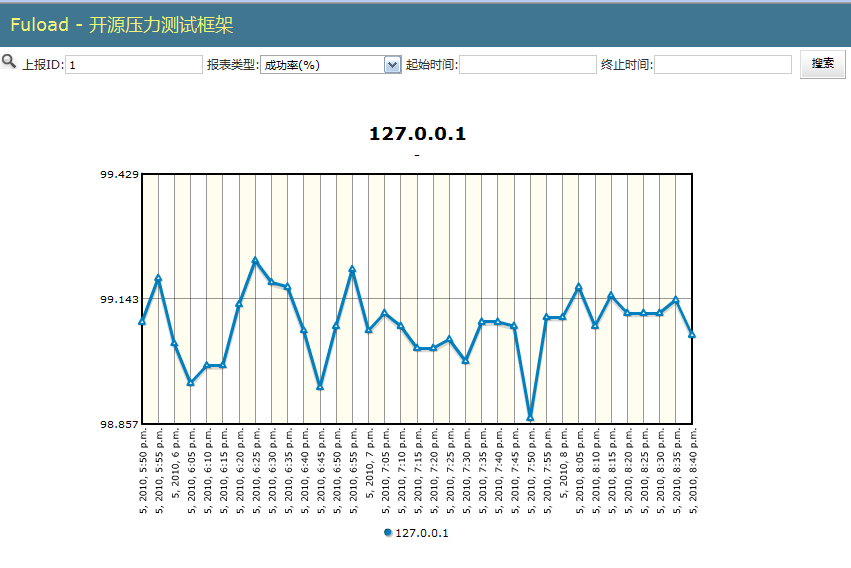 Fuload - 开源压力测试框架
上报ID: 1 报表类型: 成功率(%) 起始时间: 终止时间: 搜索
127.0.0.1
-
99.429
99.143
98.857
5, 2010, 5:50 p.m.
5, 2010, 5:55 p.m.
5, 2010, 6 p.m.
5, 2010, 6:05 p.m.
5, 2010, 6:10 p.m.
5, 2010, 6:15 p.m.
5, 2010, 6:20 p.m.
5, 2010, 6:25 p.m.
5, 2010, 6:30 p.m.
5, 2010, 6:35 p.m.
5, 2010, 6:40 p.m.
5, 2010, 6:45 p.m.
5, 2010, 6:50 p.m.
5, 2010, 6:55 p.m.
5, 2010, 7 p.m.
5, 2010, 7:05 p.m.
5, 2010, 7:10 p.m.
5, 2010, 7:15 p.m.
5, 2010, 7:20 p.m.
5, 2010, 7:25 p.m.
5, 2010, 7:30 p.m.
5, 2010, 7:35 p.m.
5, 2010, 7:40 p.m.
5, 2010, 7:45 p.m.
5, 2010, 7:50 p.m.
5, 2010, 7:55 p.m.
5, 2010, 8 p.m.
5, 2010, 8:05 p.m.
5, 2010, 8:10 p.m.
5, 2010, 8:15 p.m.
5, 2010, 8:20 p.m.
5, 2010, 8:25 p.m.
5, 2010, 8:30 p.m.
5, 2010, 8:35 p.m.
5, 2010, 8:40 p.m.
127.0.0.1